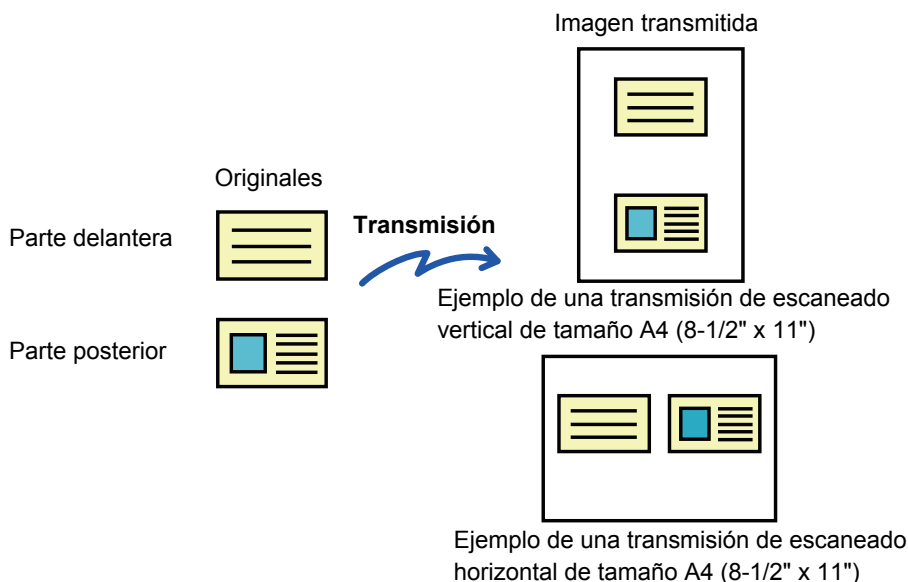 Imagen transmitida
Originales
Parte delantera
Transmisión
Parte posterior
Ejemplo de una transmisión de escaneado
vertical de tamaño A4 (8-1/2" x 11")
Ejemplo de una transmisión de escaneado
horizontal de tamaño A4 (8-1/2" x 11")